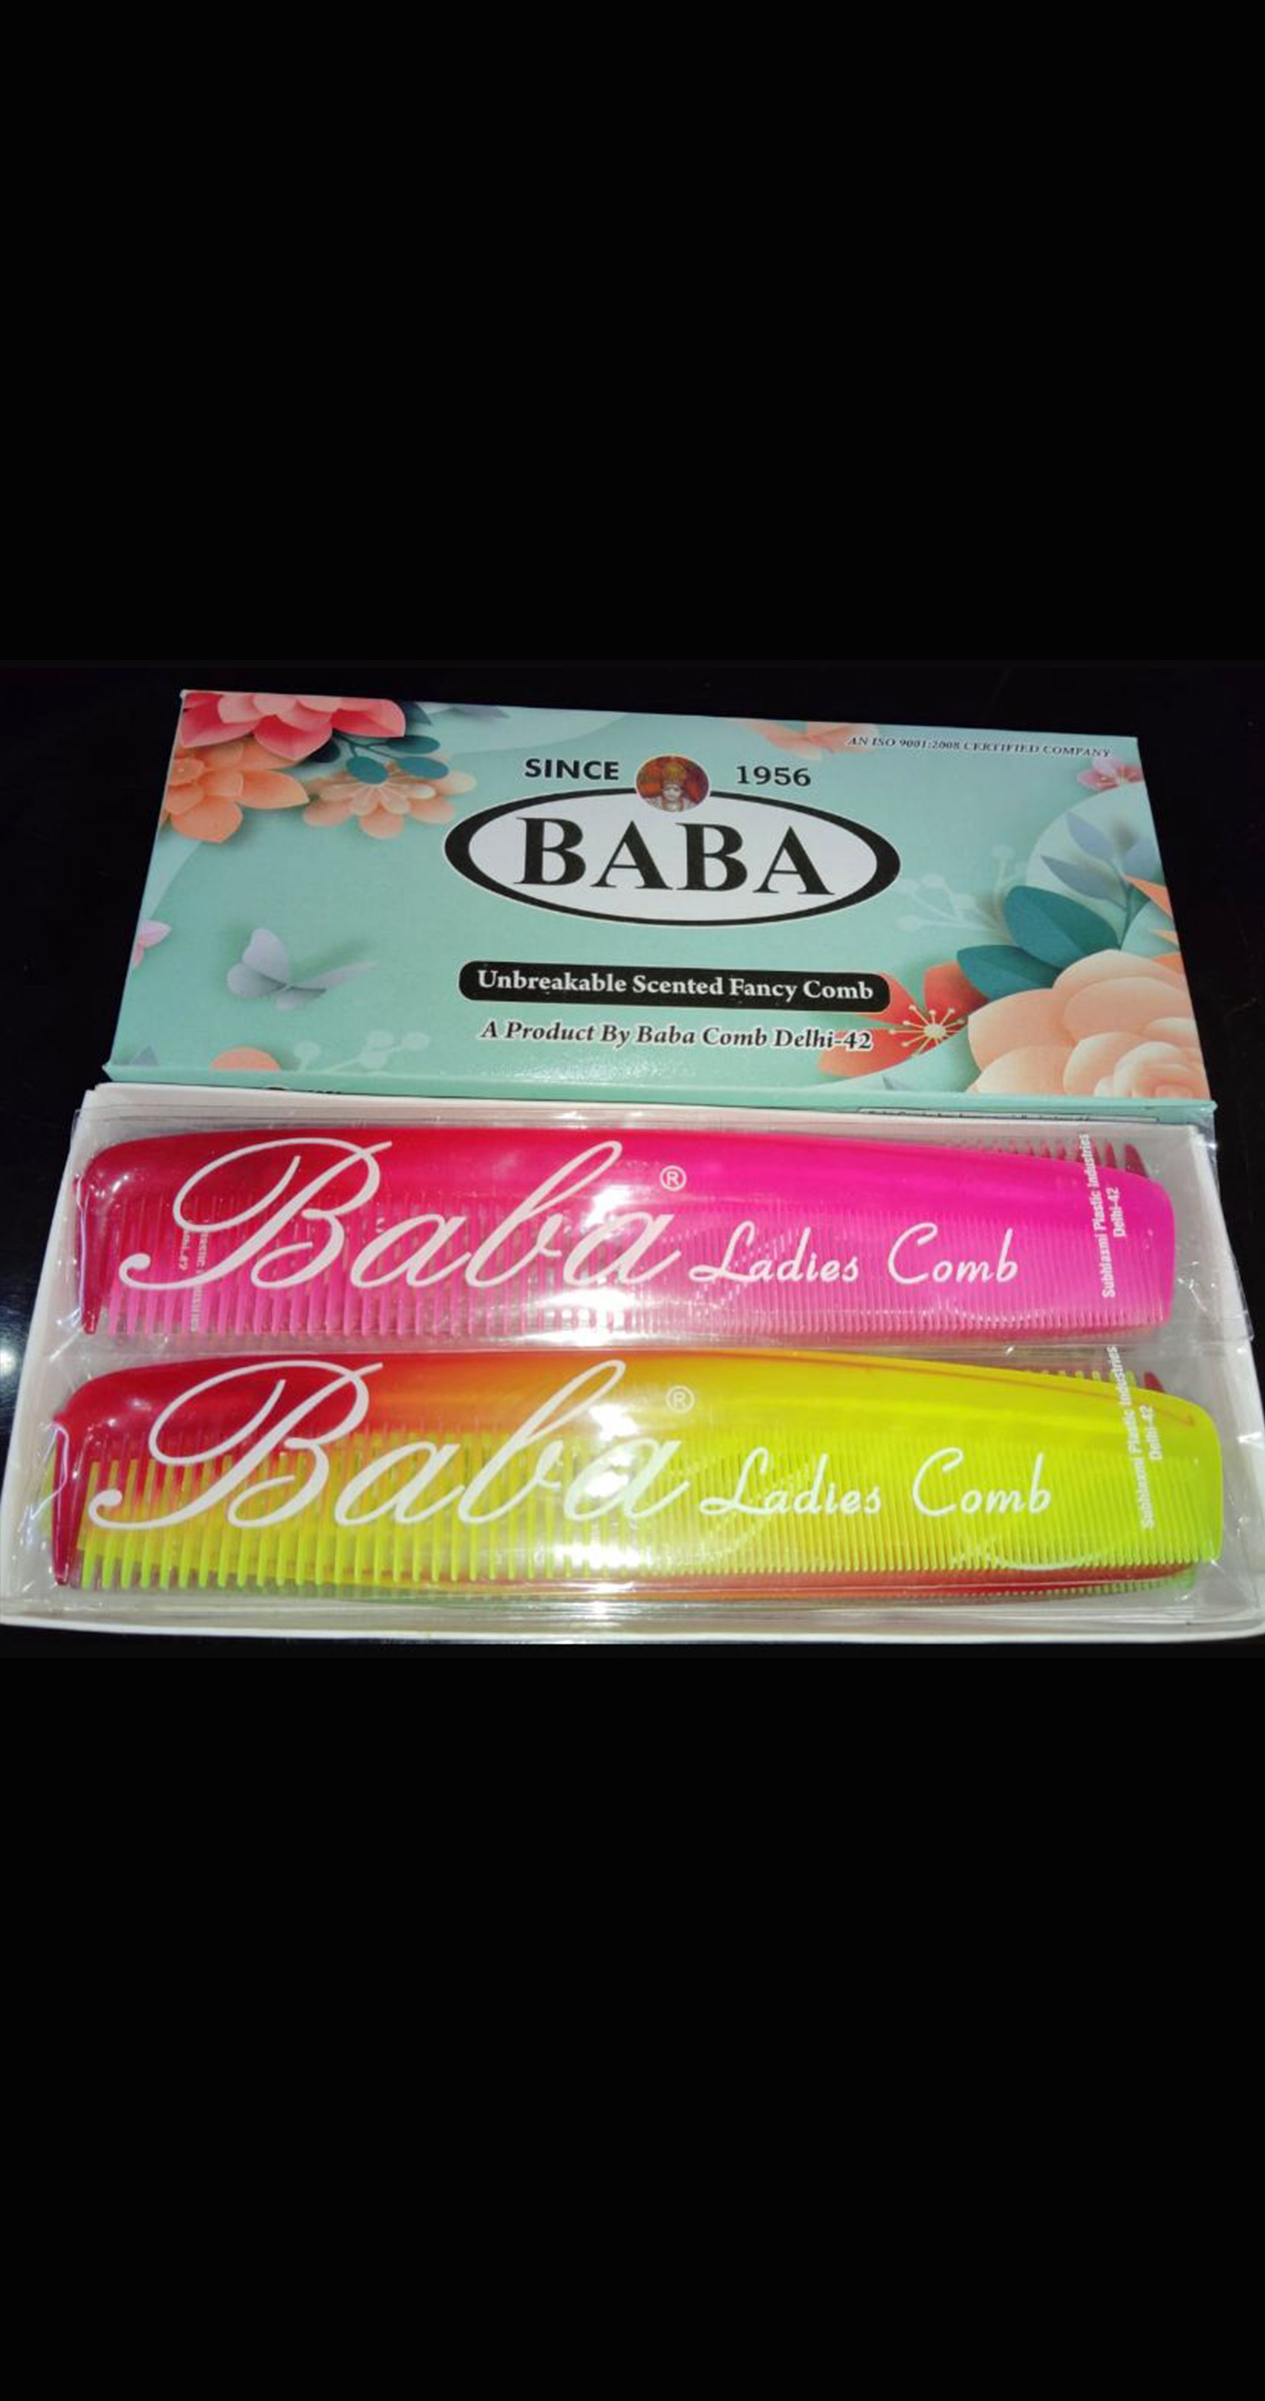 AN ISO 9001:2008 CERTIFIED COMPANY
SINCE 1956
BABA
Unbreakable Scented Fancy Comb
A Product By Baba Comb Delhi-42
Baba® Ladies Comb
Subhlaxmi Plastic Industries
Delhi-42
Baba® Ladies Comb
Subhlaxmi Plastic Industries
Delhi-42